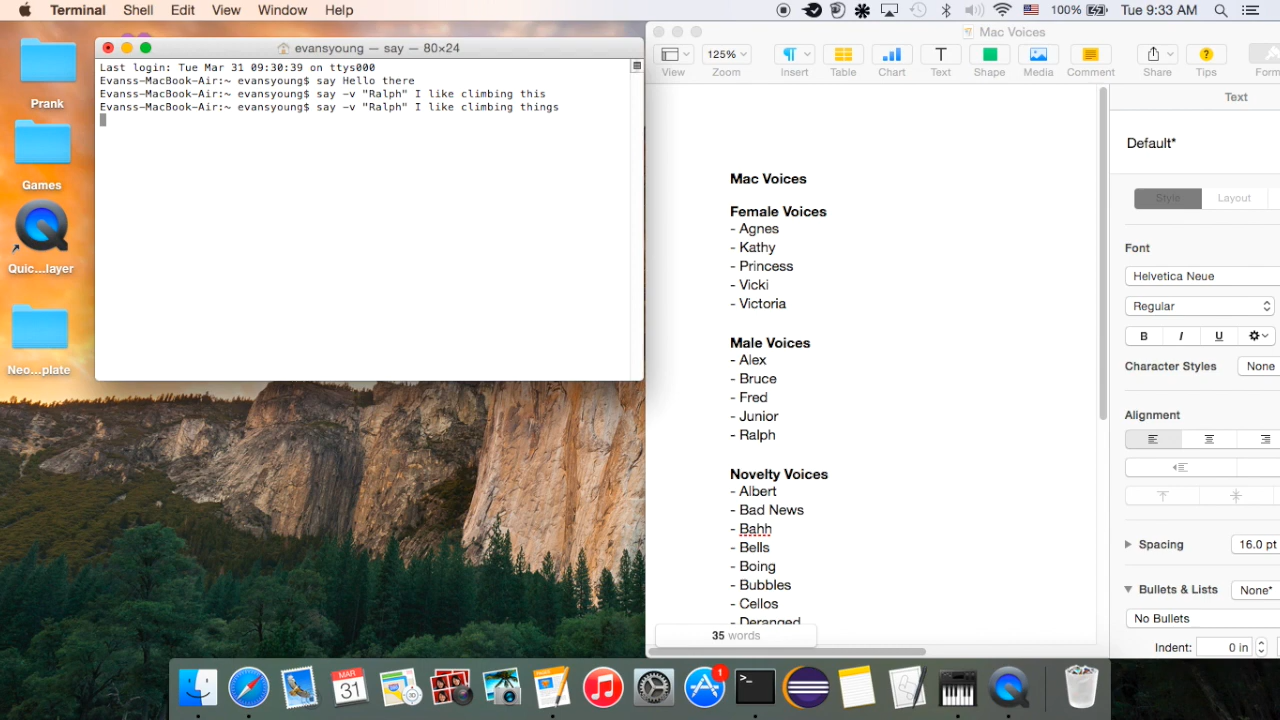 Terminal Shell Edit View Window Help 100% Tue 9:33 AM
Prank
Games
Quic...layer
Neo...plate
evansyoung — say — 80×24
Last login: Tue Mar 31 09:30:39 on ttys000
Evanss-MacBook-Air:~ evansyoung$ say Hello there
Evanss-MacBook-Air:~ evansyoung$ say -v "Ralph" I like climbing this
Evanss-MacBook-Air:~ evansyoung$ say -v "Ralph" I like climbing things
Mac Voices
125%
View Zoom Insert Table Chart Text Shape Media Comment Share Tips Form
Mac Voices
Female Voices
- Agnes
- Kathy
- Princess
- Vicki
- Victoria
Male Voices
- Alex
- Bruce
- Fred
- Junior
- Ralph
Novelty Voices
- Albert
- Bad News
- Bahh
- Bells
- Boing
- Bubbles
- Cellos
- Deranged
35 words
Text
Default*
Style Layout
Font
Helvetica Neue
Regular
B I U
Character Styles None
Alignment
Spacing 16.0 pt
Bullets & Lists None*
No Bullets
Indent: 0 in
MAR
31
3D
1
>_